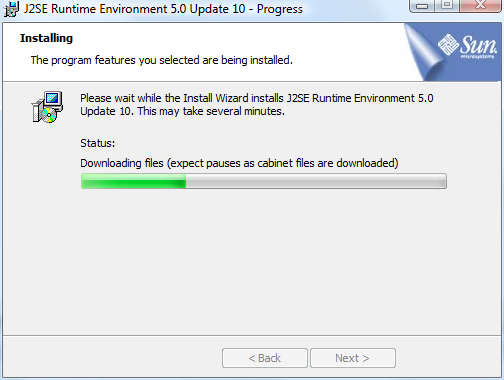 J2SE Runtime Environment 5.0 Update 10 - Progress
Installing
The program features you selected are being installed.
Sun
microsystems
Please wait while the Install Wizard installs J2SE Runtime Environment 5.0
Update 10. This may take several minutes.
Status:
Downloading files (expect pauses as cabinet files are downloaded)
< Back
Next >